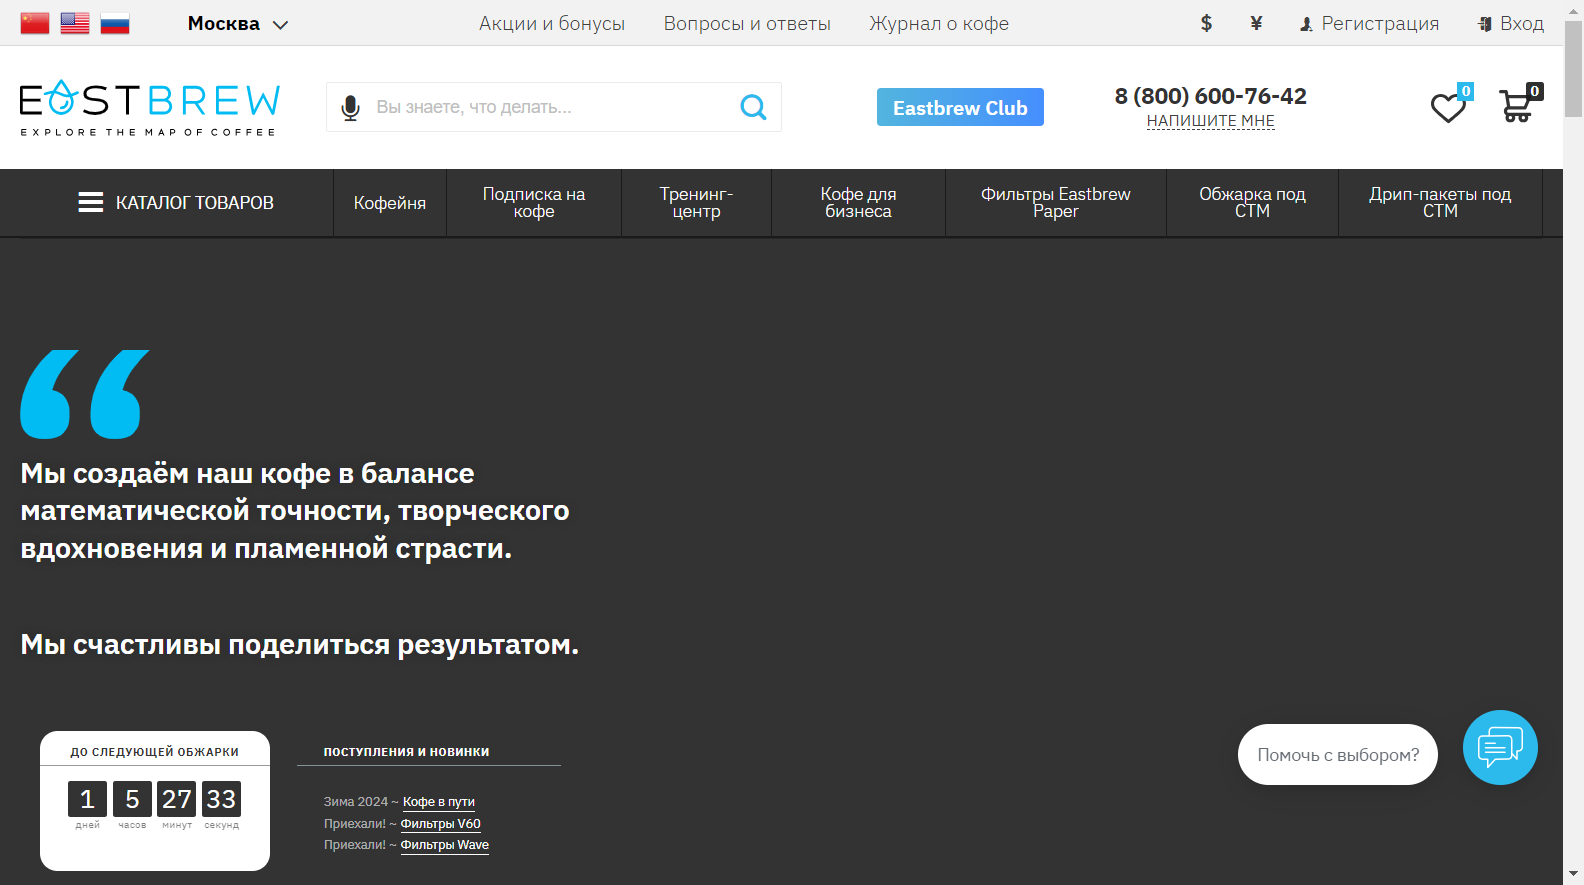 Москва
Акции и бонусы
Вопросы и ответы
Журнал о кофе
$
¥
Регистрация
Вход
EASTBREW
EXPLORE THE MAP OF COFFEE
Вы знаете, что делать...
Eastbrew Club
8 (800) 600-76-42
НАПИШИТЕ МНЕ
0
0
КАТАЛОГ ТОВАРОВ
Кофейня
Подписка на
кофе
Тренинг-
центр
Кофе для
бизнеса
Фильтры Eastbrew
Paper
Обжарка под
СТМ
Дрип-пакеты под
СТМ
“
Мы создаём наш кофе в балансе
математической точности, творческого
вдохновения и пламенной страсти.
Мы счастливы поделиться результатом.
ДО СЛЕДУЮЩЕЙ ОБЖАРКИ
1 5 27 33
дней часов минут секунд
ПОСТУПЛЕНИЯ И НОВИНКИ
Зима 2024 ~ Кофе в пути
Приехали! ~ Фильтры V60
Приехали! ~ Фильтры Wave
Помочь с выбором?